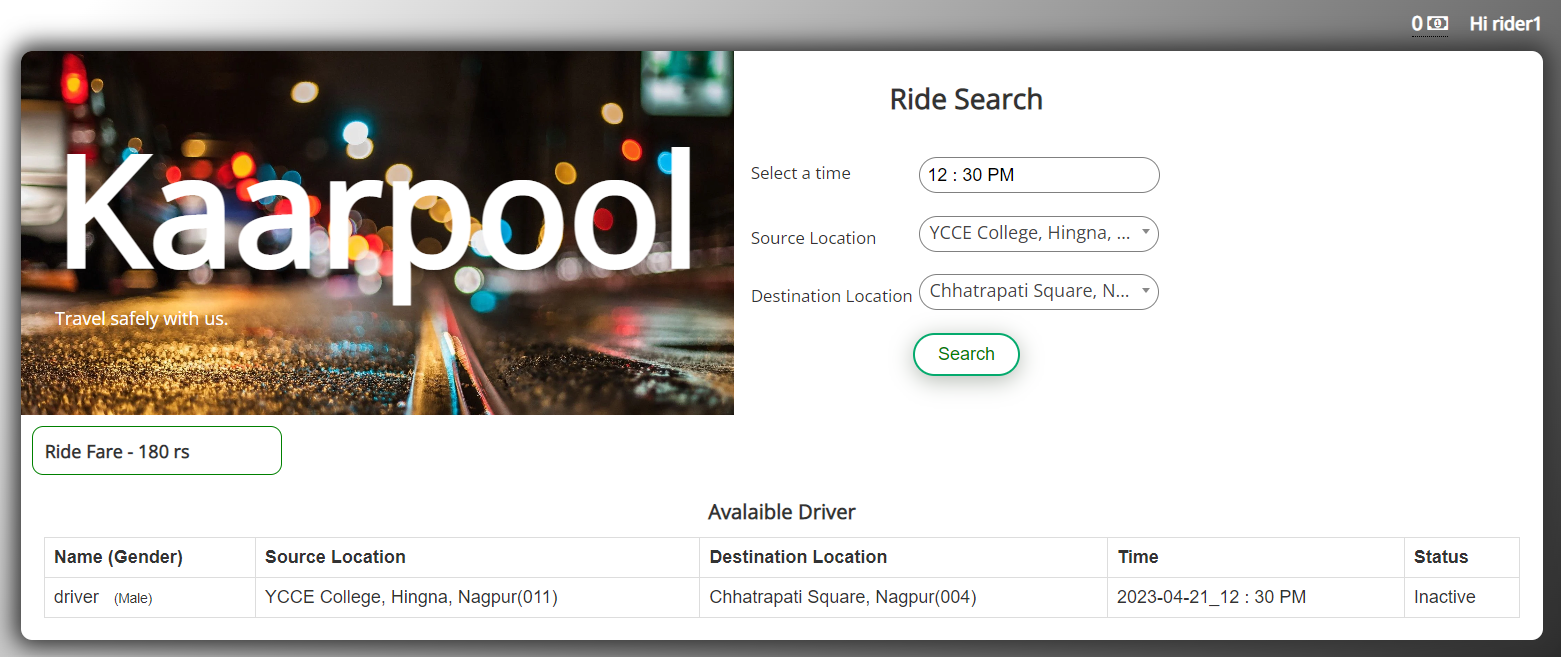 0 Hi rider1
Kaarpool
Travel safely with us.
Ride Search
Select a time 12 : 30 PM
Source Location YCCE College, Hingna, ...
Destination Location Chhatrapati Square, N...
Search
Ride Fare - 180 rs
Avalaible Driver
Name (Gender) Source Location Destination Location Time Status
driver (Male) YCCE College, Hingna, Nagpur(011) Chhatrapati Square, Nagpur(004) 2023-04-21_12 : 30 PM Inactive